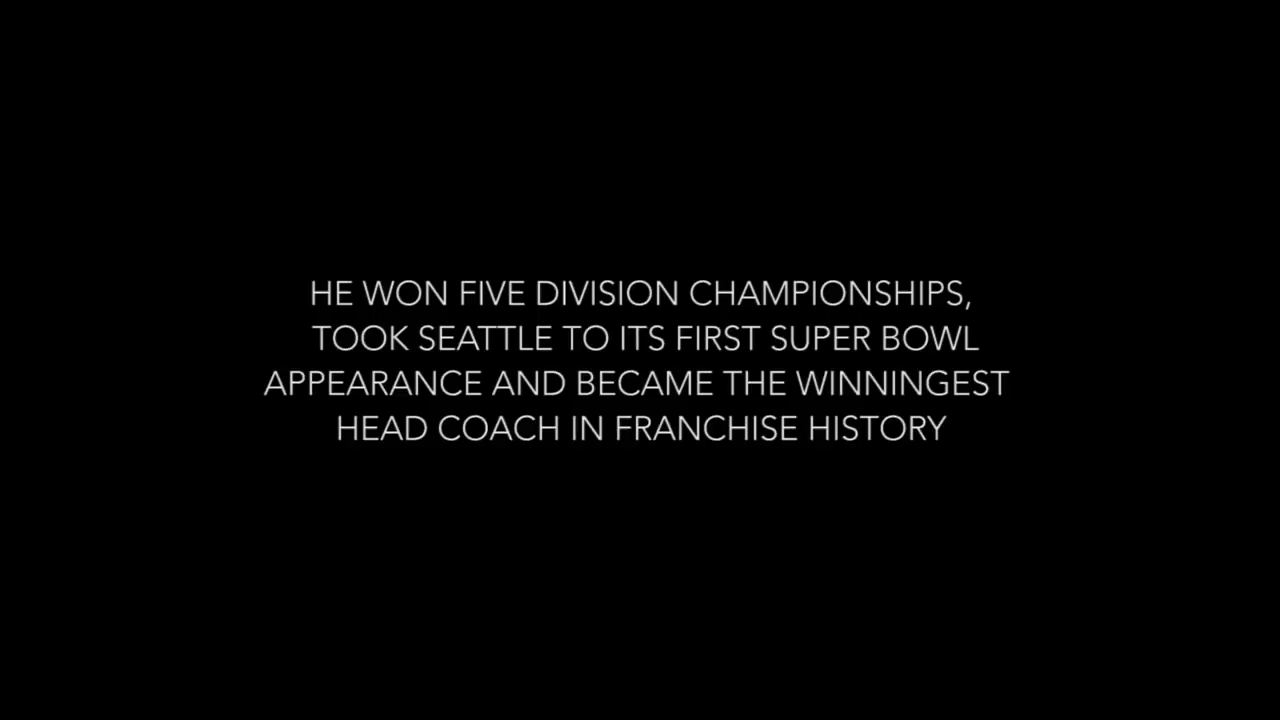 HE WON FIVE DIVISION CHAMPIONSHIPS,
TOOK SEATTLE TO ITS FIRST SUPER BOWL
APPEARANCE AND BECAME THE WINNINGEST
HEAD COACH IN FRANCHISE HISTORY